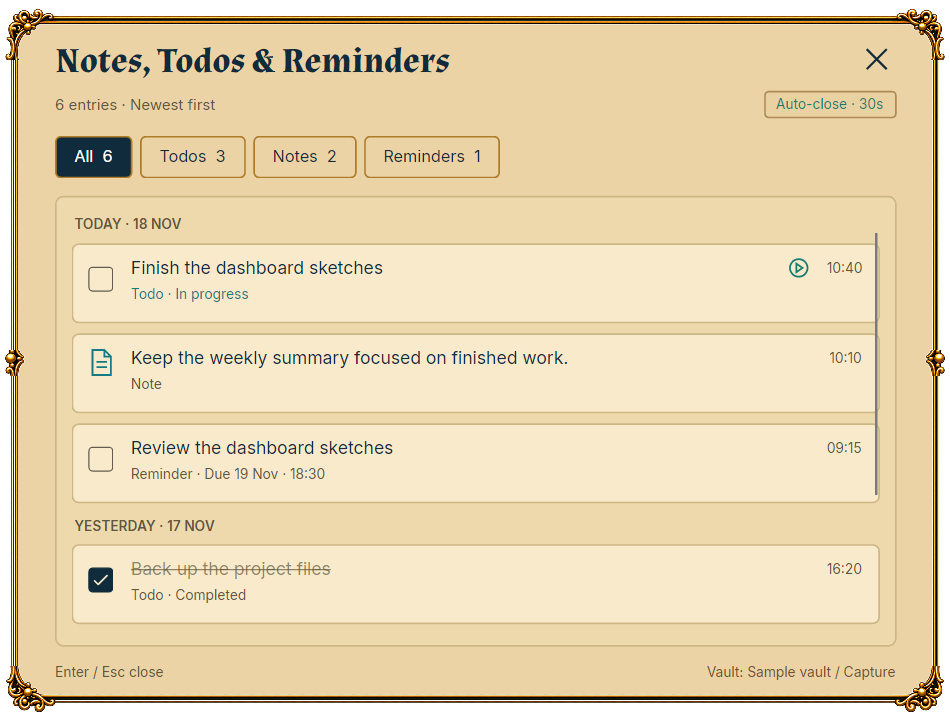 Notes, Todos & Reminders
6 entries · Newest first
Auto-close · 30s
All 6
Todos 3
Notes 2
Reminders 1
TODAY · 18 NOV
Finish the dashboard sketches
10:40
Todo · In progress
Keep the weekly summary focused on finished work.
10:10
Note
Review the dashboard sketches
09:15
Reminder · Due 19 Nov · 18:30
YESTERDAY · 17 NOV
Back up the project files
16:20
Todo · Completed
Enter / Esc close
Vault: Sample vault / Capture